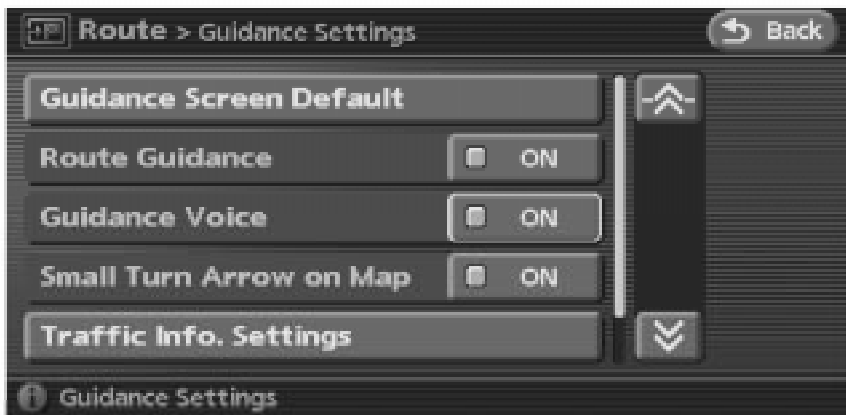 Route > Guidance Settings
Back
Guidance Screen Default
Route Guidance ON
Guidance Voice ON
Small Turn Arrow on Map ON
Traffic Info. Settings
Guidance Settings